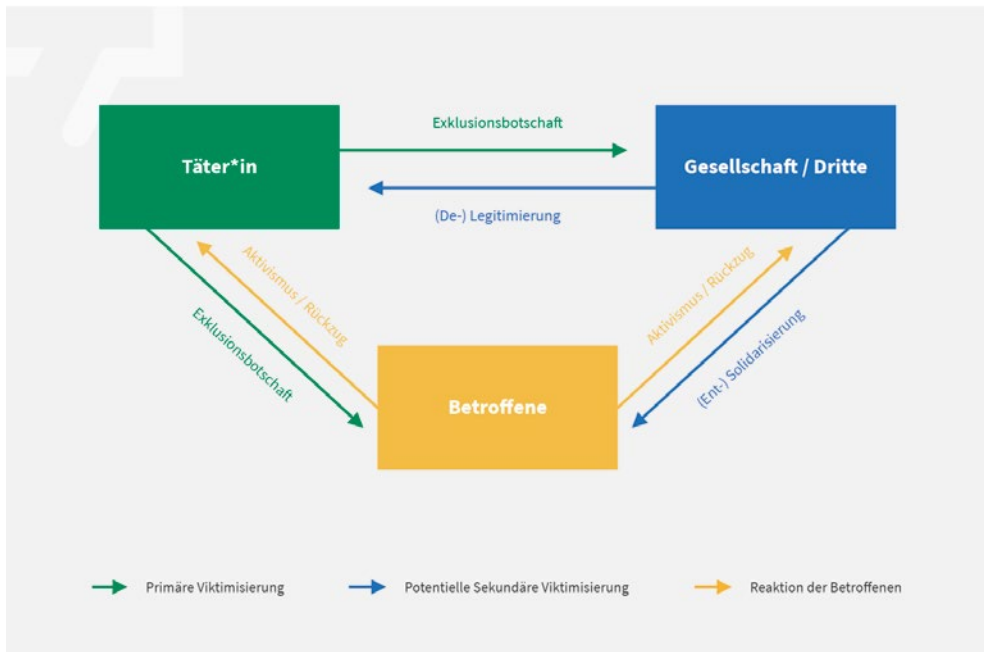 Exklusionsbotschaft
Täter*in
Gesellschaft / Dritte
(De-) Legitimierung
Aktivismus / Rückzug
Exklusionsbotschaft
Aktivismus / Rückzug
(Ent-) Solidarisierung
Betroffene
Primäre Viktimisierung
Potentielle Sekundäre Viktimisierung
Reaktion der Betroffenen